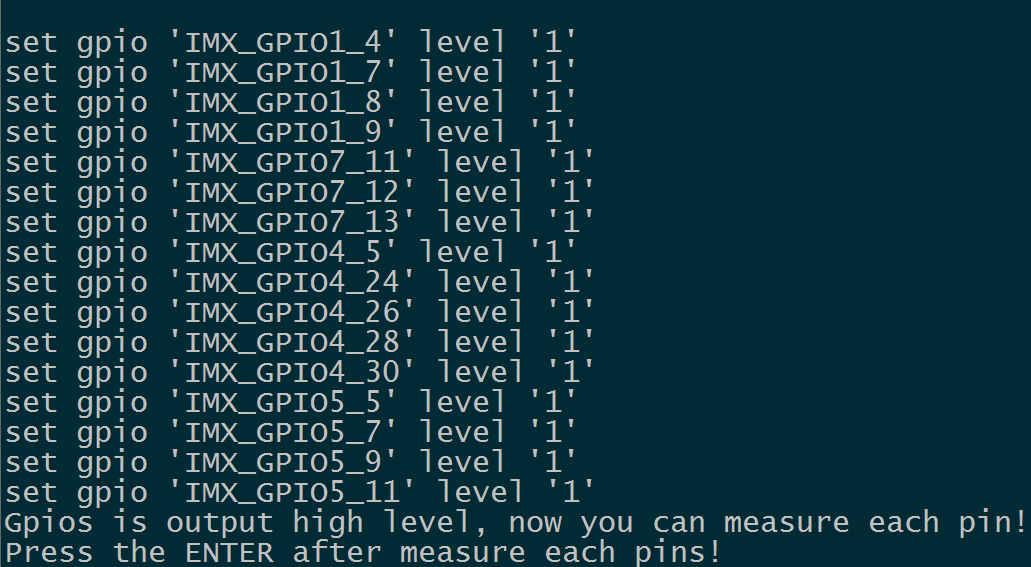 set gpio 'IMX_GPIO1_4' level '1'
set gpio 'IMX_GPIO1_7' level '1'
set gpio 'IMX_GPIO1_8' level '1'
set gpio 'IMX_GPIO1_9' level '1'
set gpio 'IMX_GPIO7_11' level '1'
set gpio 'IMX_GPIO7_12' level '1'
set gpio 'IMX_GPIO7_13' level '1'
set gpio 'IMX_GPIO4_5' level '1'
set gpio 'IMX_GPIO4_24' level '1'
set gpio 'IMX_GPIO4_26' level '1'
set gpio 'IMX_GPIO4_28' level '1'
set gpio 'IMX_GPIO4_30' level '1'
set gpio 'IMX_GPIO5_5' level '1'
set gpio 'IMX_GPIO5_7' level '1'
set gpio 'IMX_GPIO5_9' level '1'
set gpio 'IMX_GPIO5_11' level '1'
Gpios is output high level, now you can measure each pin!
Press the ENTER after measure each pins!